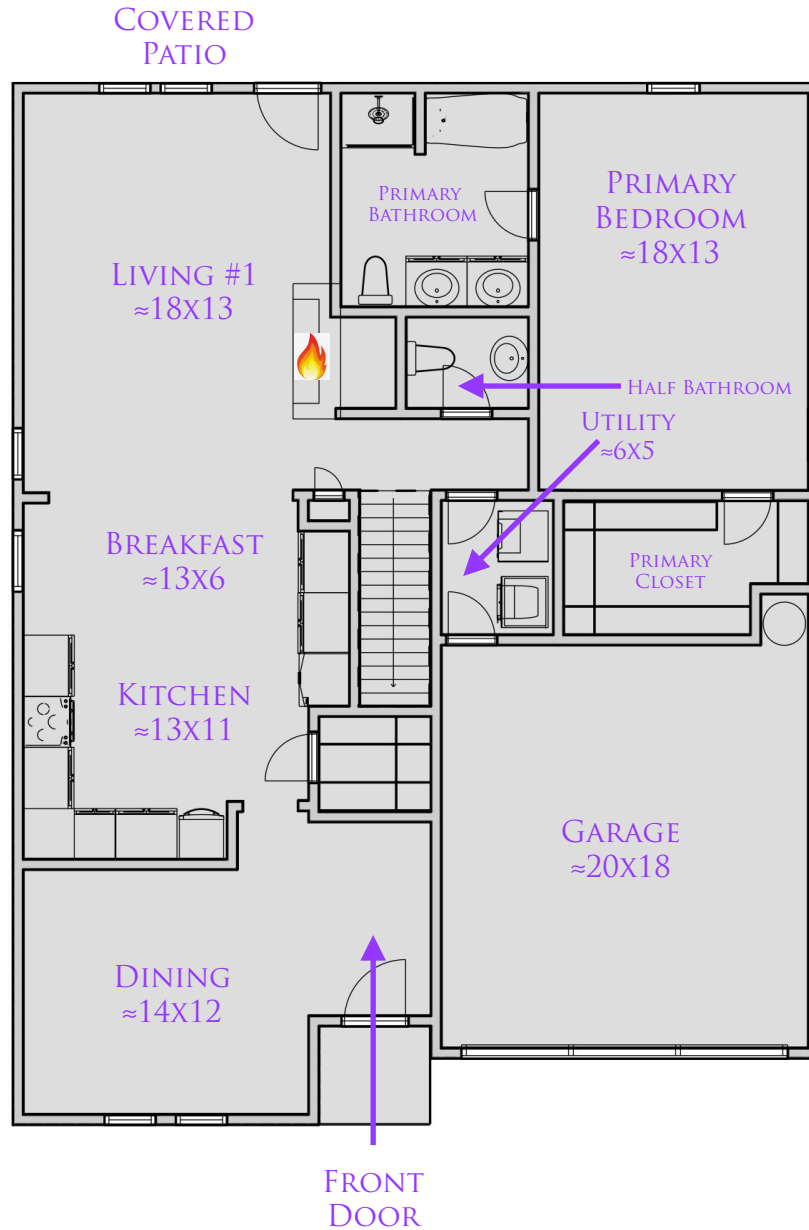 COVERED
PATIO
PRIMARY
BATHROOM
PRIMARY
BEDROOM
≈18X13
LIVING #1
≈18X13
HALF BATHROOM
UTILITY
≈6X5
BREAKFAST
≈13X6
PRIMARY
CLOSET
KITCHEN
≈13X11
GARAGE
≈20X18
DINING
≈14X12
FRONT
DOOR